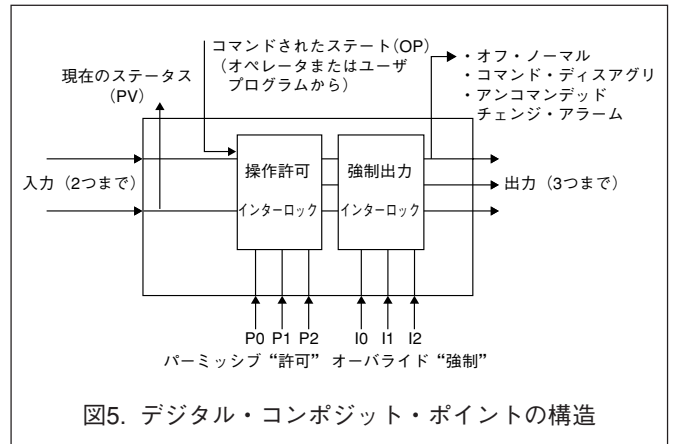 コマンドされたステート(OP)
（オペレータまたはユーザ
プログラムから）
・オフ・ノーマル
・コマンド・ディスアグリ
・アンコマンデッド
チェンジ・アラーム
現在のステータス
(PV)
操作許可
インターロック
強制出力
インターロック
入力（2つまで）
出力（3つまで）
P0 P1 P2 I0 I1 I2
パーミッシブ“許可” オーバライド“強制”
図5. デジタル・コンポジット・ポイントの構造